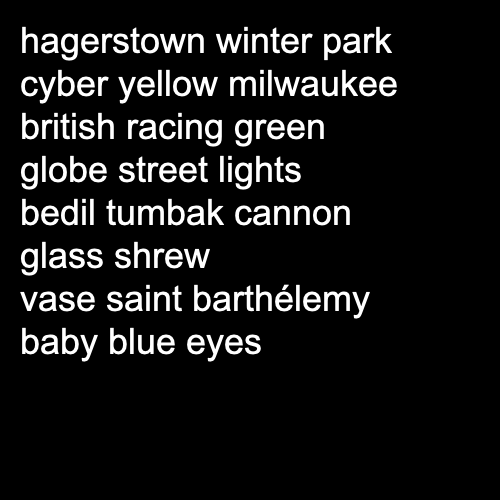 hagerstown winter park
cyber yellow milwaukee
british racing green
globe street lights
bedil tumbak cannon
glass shrew
vase saint barthélemy
baby blue eyes